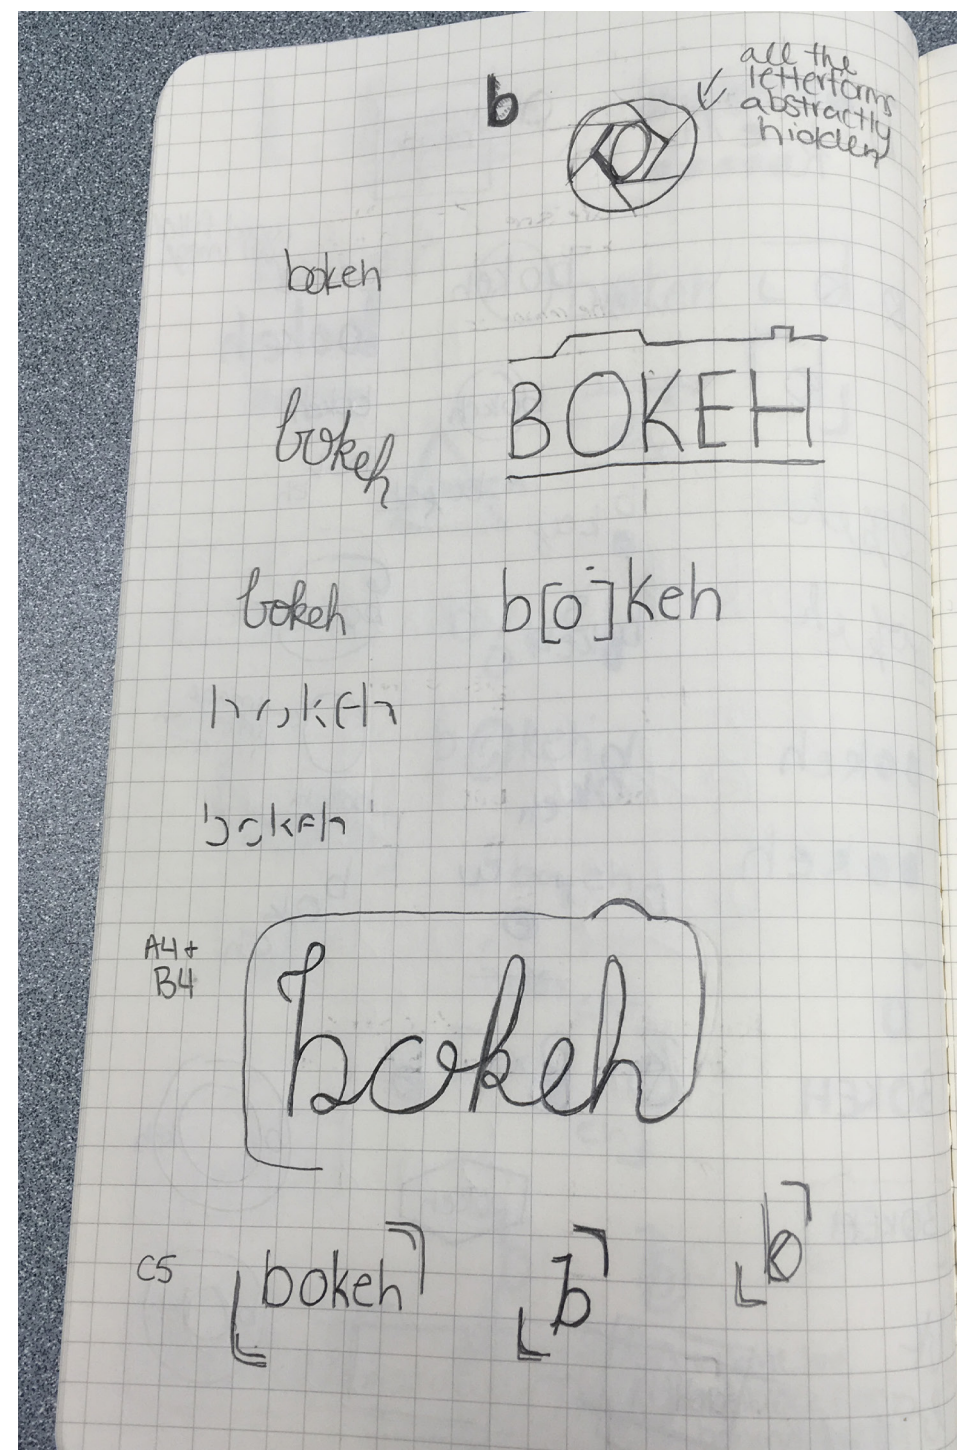 b
all the
letterforms
abstractly
hidden
bokeh
BOKEH
bokeh
bokeh
b[o]keh
bokeh
bokeh
A4+
B4
bokeh
C5
bokeh
b
b